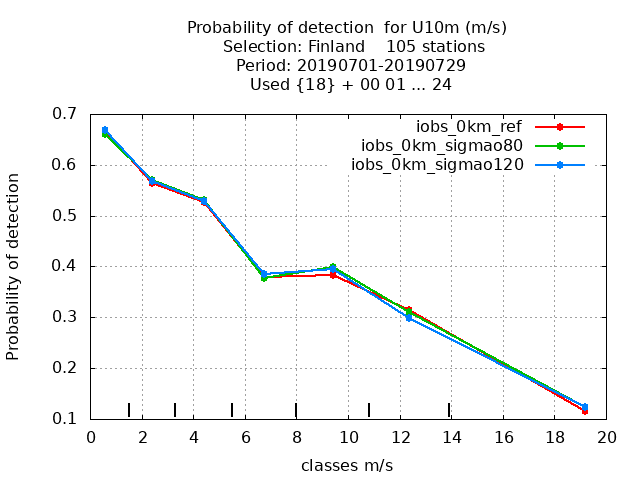 Probability of detection  for U10m (m/s)
Selection: Finland    105 stations
Period: 20190701-20190729
Used {18} + 00 01 ... 24
iobs_0km_ref
iobs_0km_sigmao80
iobs_0km_sigmao120
Probability of detection
0.7
0.6
0.5
0.4
0.3
0.2
0.1
0 2 4 6 8 10 12 14 16 18 20
classes m/s